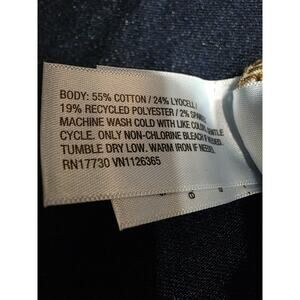 BODY: 55% COTTON / 24% LYOCELL /
19% RECYCLED POLYESTER / 2% SPANDEX
MACHINE WASH COLD WITH LIKE COLORS, GENTLE
CYCLE. ONLY NON-CHLORINE BLEACH IF NEEDED.
TUMBLE DRY LOW. WARM IRON IF NEEDED.
RN17730 VN1126365